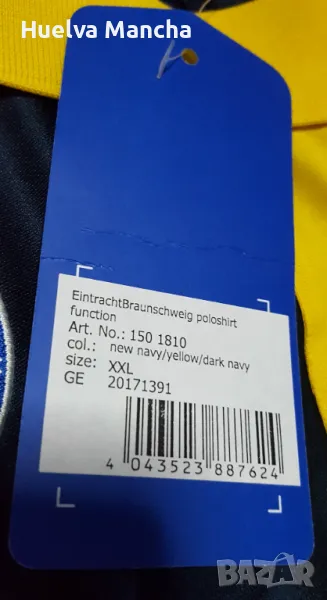 Huelva Mancha
EintrachtBraunschweig poloshirt
function
Art. No.: 150 1810
col.: new navy/yellow/dark navy
size: XXL
GE 20171391
4 043523 887624
BAZAR